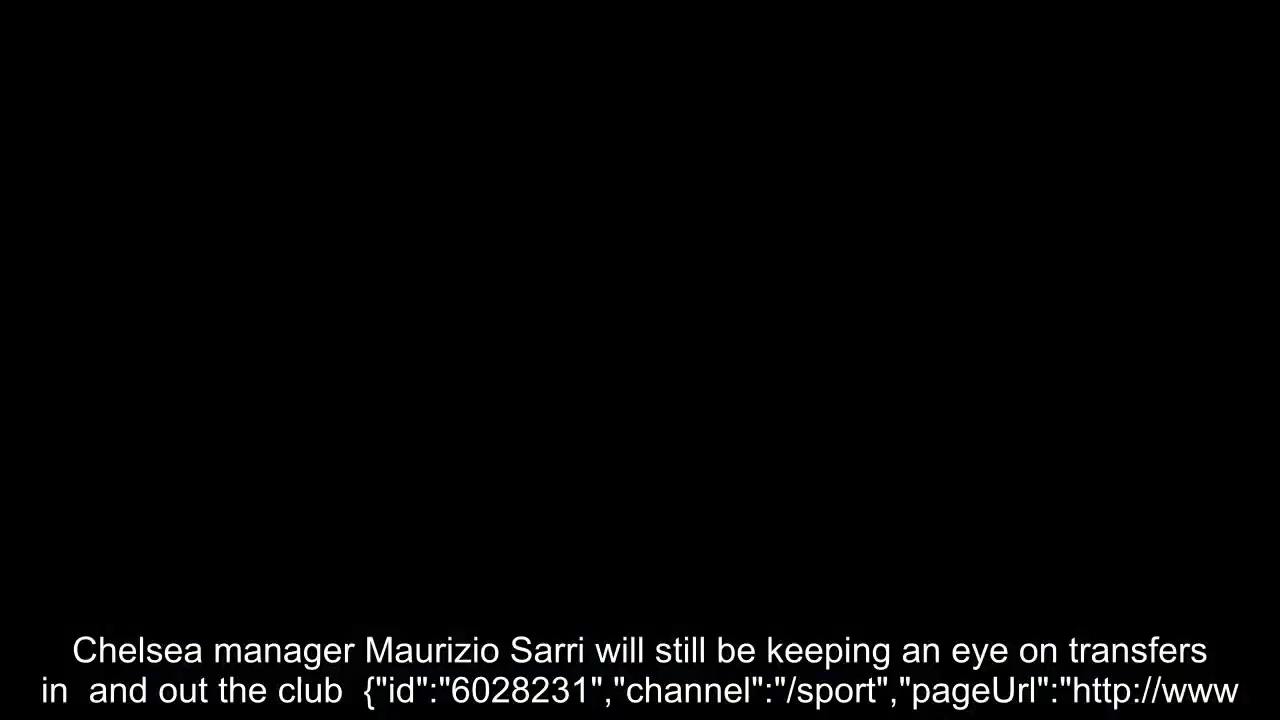 Chelsea manager Maurizio Sarri will still be keeping an eye on transfers
in  and out the club  {"id":"6028231","channel":"/sport","pageUrl":"http://www